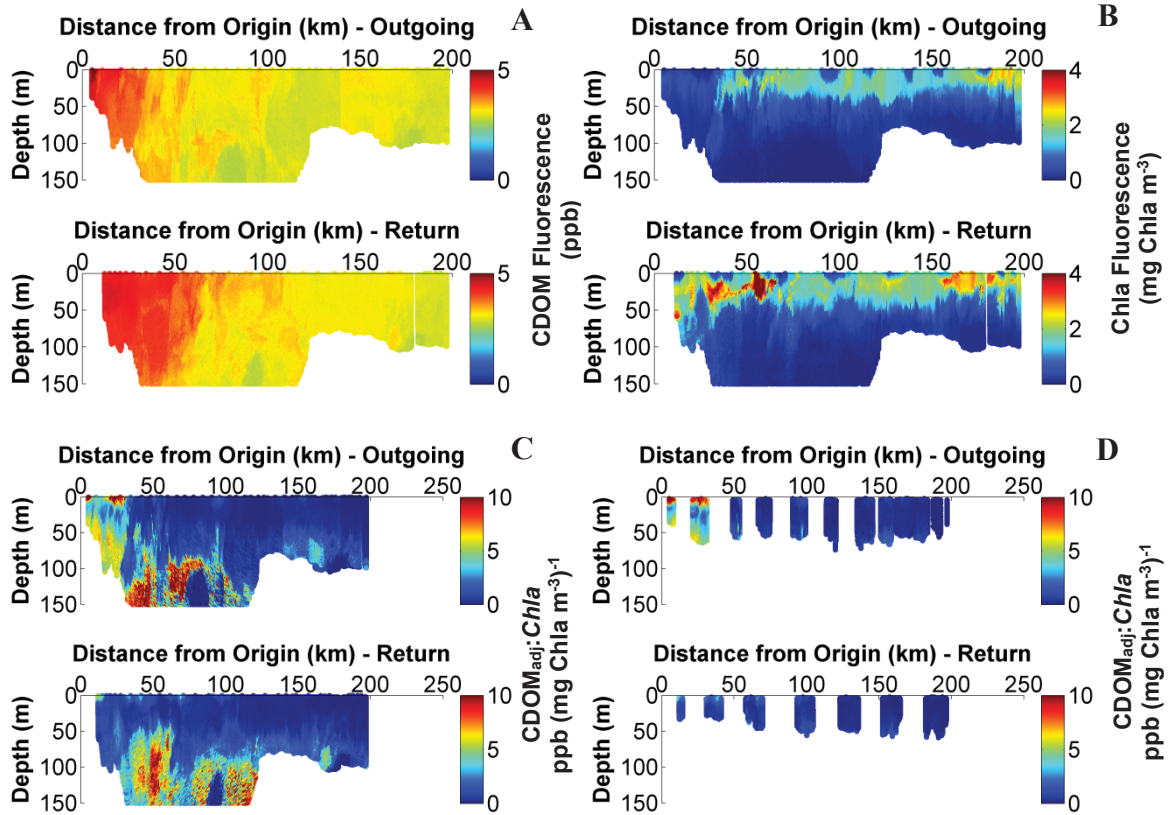 A
Distance from Origin (km) - Outgoing
0 50 100 150 200
Depth (m)
0
50
100
150
5
0
Distance from Origin (km) - Return
0 50 100 150 200
Depth (m)
0
50
100
150
5
0
CDOM Fluorescence
(ppb)
B
Distance from Origin (km) - Outgoing
0 50 100 150 200
Depth (m)
0
50
100
150
4
2
0
Distance from Origin (km) - Return
0 50 100 150 200
Depth (m)
0
50
100
150
4
2
0
Chla Fluorescence
(mg Chla m-3)
C
Distance from Origin (km) - Outgoing
0 50 100 150 200 250
Depth (m)
0
50
100
150
10
5
0
Distance from Origin (km) - Return
0 50 100 150 200 250
Depth (m)
0
50
100
150
10
5
0
CDOMadj:Chla
ppb (mg Chla m-3)-1
D
Distance from Origin (km) - Outgoing
0 50 100 150 200 250
Depth (m)
0
50
100
150
10
5
0
Distance from Origin (km) - Return
0 50 100 150 200 250
Depth (m)
0
50
100
150
10
5
0
CDOMadj:Chla
ppb (mg Chla m-3)-1